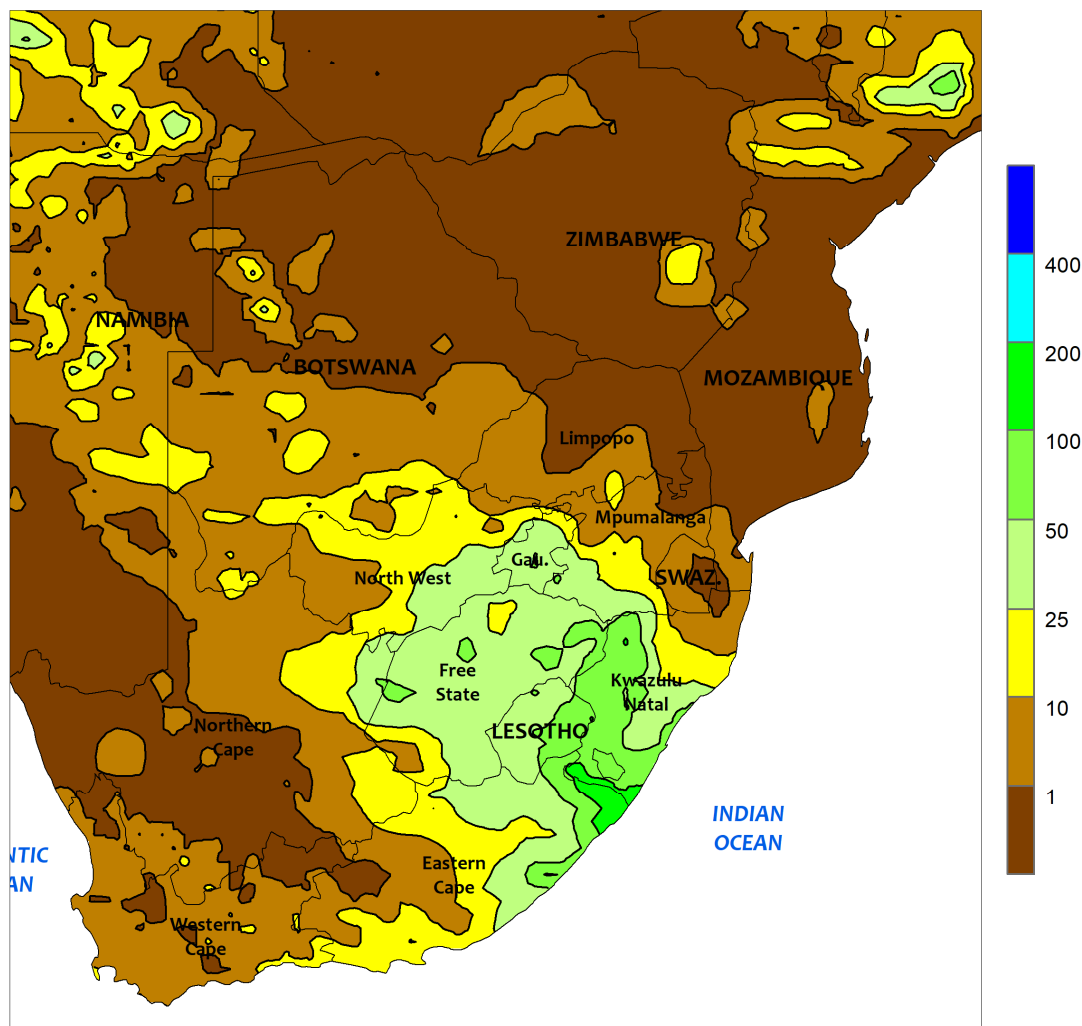 ZIMBABWE
NAMIBIA
BOTSWANA
MOZAMBIQUE
Limpopo
Mpumalanga
Gau.
North West
SWAZ.
Free
State
Kwazulu
Natal
LESOTHO
Northern
Cape
INDIAN
OCEAN
NTIC
AN
Eastern
Cape
Western
Cape
400
200
100
50
25
10
1